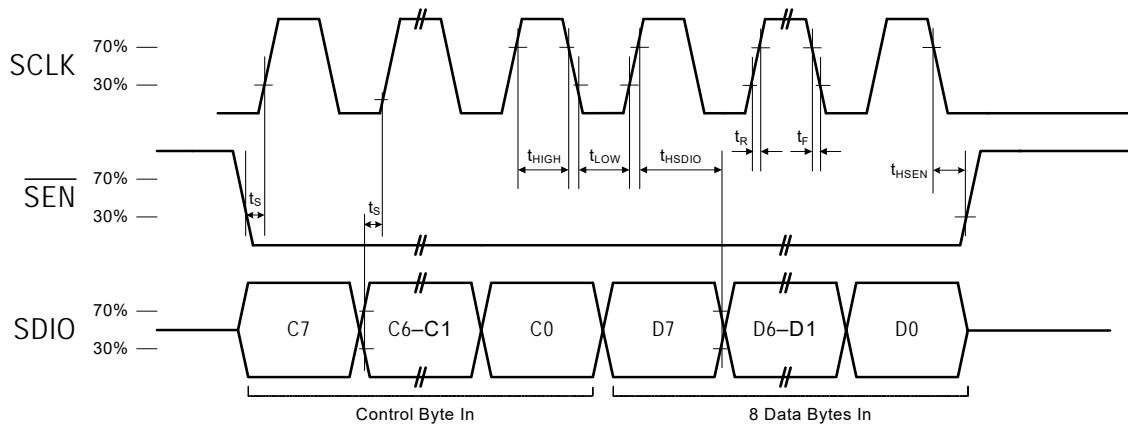 SCLK
70%
30%
tHIGH
tLOW
tHSDIO
tR
tF
tHSEN
SEN
70%
30%
tS
tS
SDIO
70%
30%
C7
C6–C1
C0
D7
D6–D1
D0
Control Byte In
8 Data Bytes In